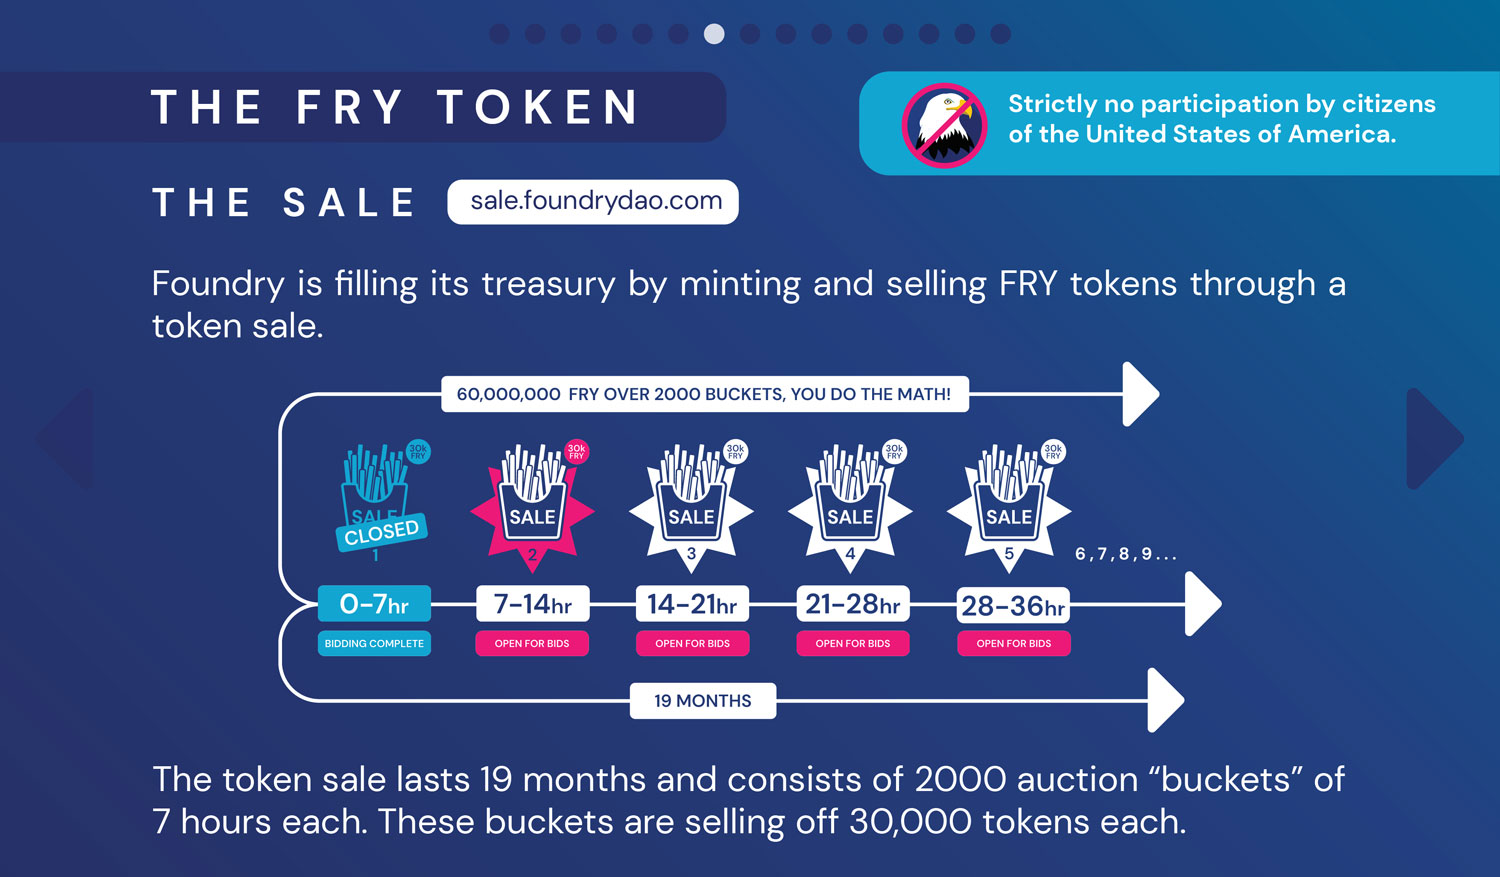 THE FRY TOKEN
Strictly no participation by citizens
of the United States of America.
THE SALE
sale.foundrydao.com
Foundry is filling its treasury by minting and selling FRY tokens through a
token sale.
60,000,000 FRY OVER 2000 BUCKETS, YOU DO THE MATH!
30k
FRY
SALE
CLOSED
1
30k
FRY
SALE
2
30k
FRY
SALE
3
30k
FRY
SALE
4
30k
FRY
SALE
5
6,7,8,9...
0-7hr
7-14hr
14-21hr
21-28hr
28-36hr
BIDDING COMPLETE
OPEN FOR BIDS
OPEN FOR BIDS
OPEN FOR BIDS
OPEN FOR BIDS
19 MONTHS
The token sale lasts 19 months and consists of 2000 auction “buckets” of
7 hours each. These buckets are selling off 30,000 tokens each.